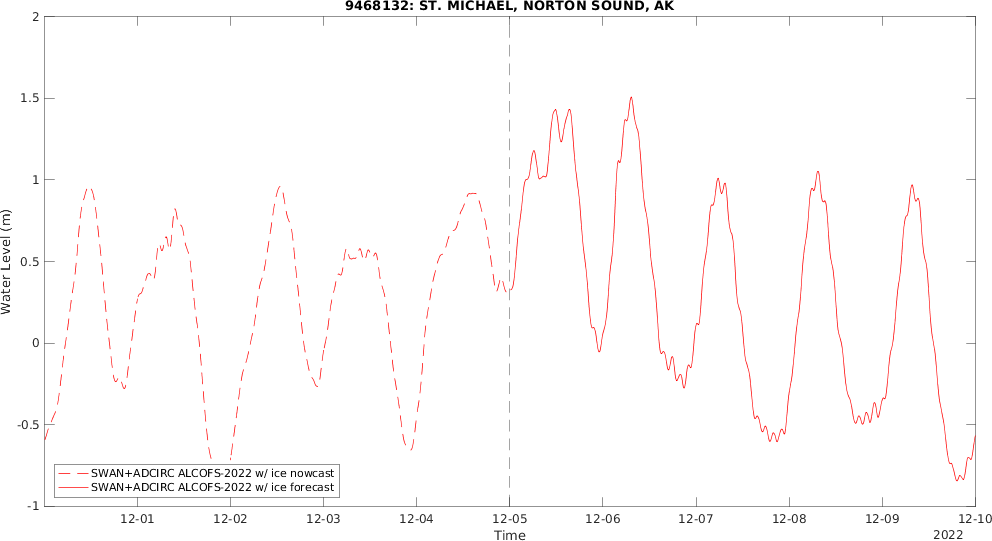 9468132: ST. MICHAEL, NORTON SOUND, AK
2
1.5
1
0.5
0
-0.5
-1
Water Level (m)
SWAN+ADCIRC ALCOFS-2022 w/ ice nowcast
SWAN+ADCIRC ALCOFS-2022 w/ ice forecast
12-01 12-02 12-03 12-04 12-05 12-06 12-07 12-08 12-09 12-10
Time
2022